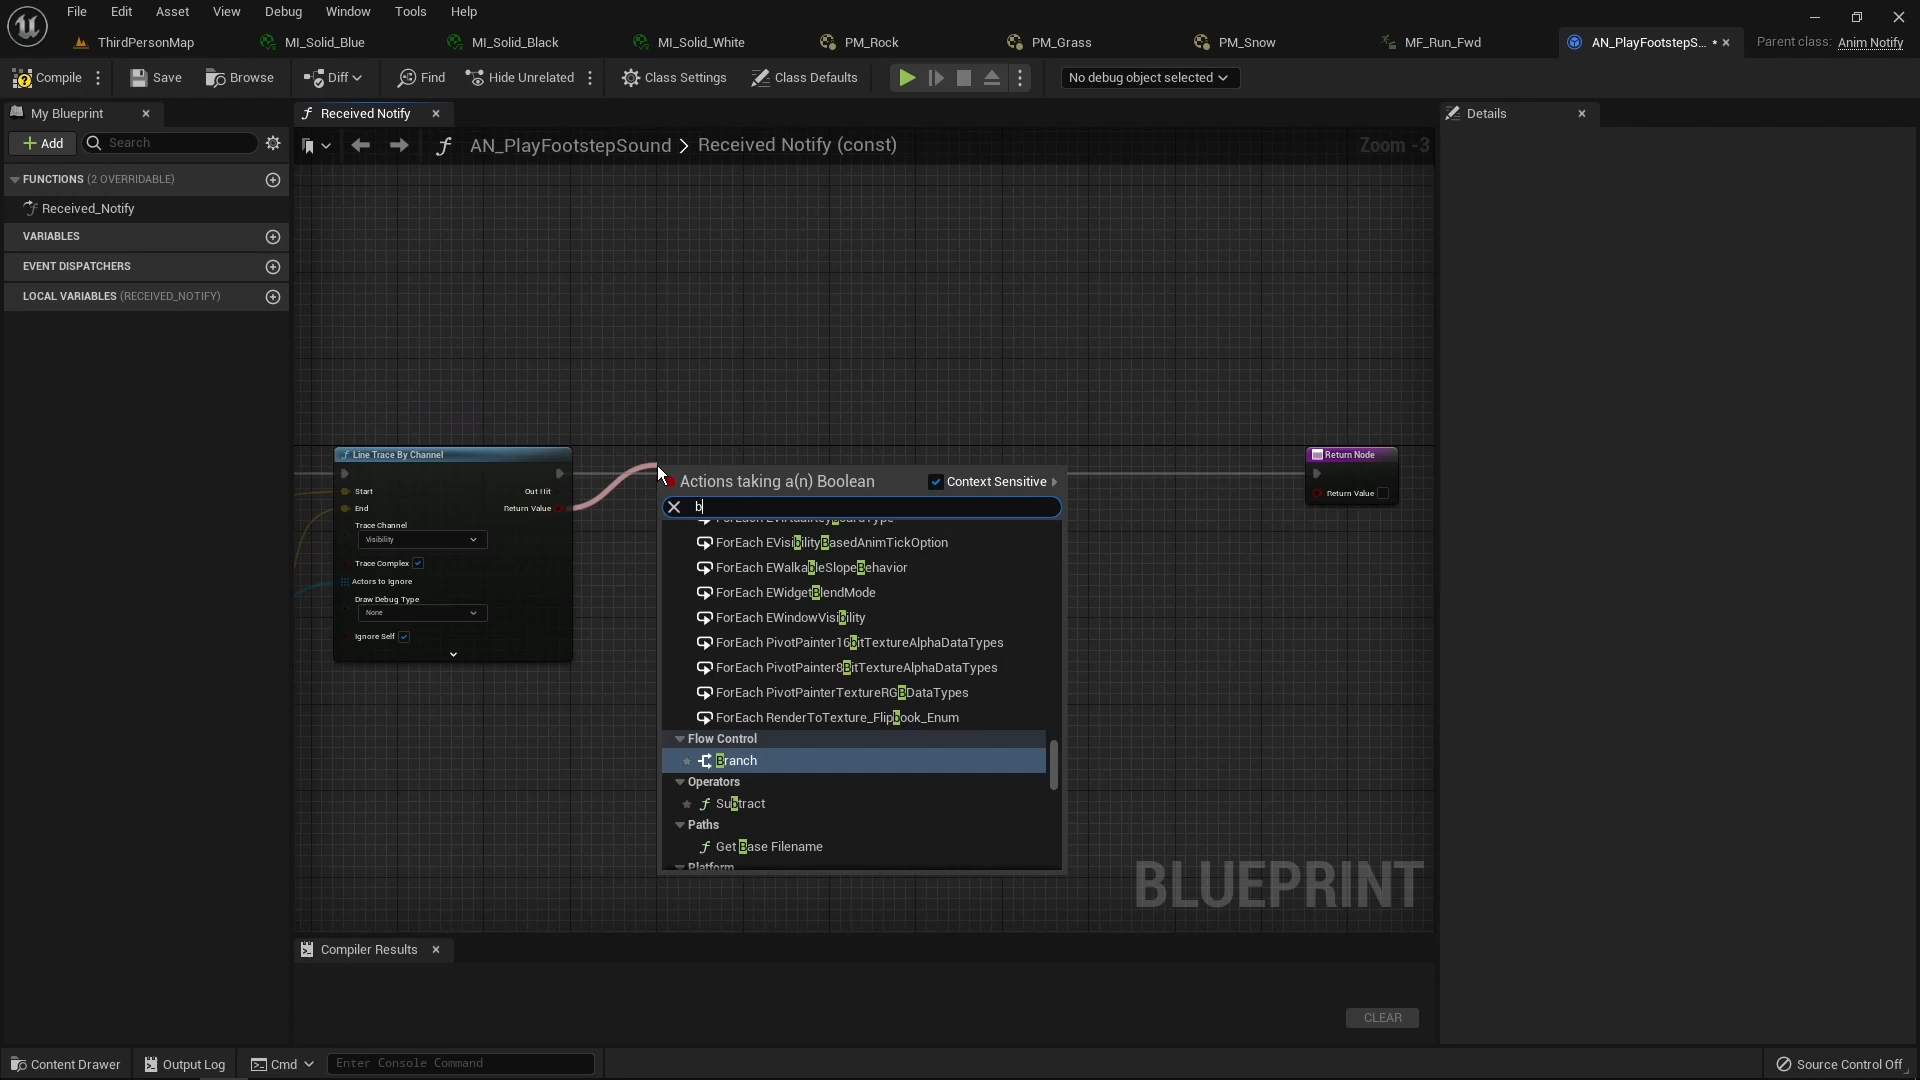 File Edit Asset View Debug Window Tools Help
ThirdPersonMap MI_Solid_Blue MI_Solid_Black MI_Solid_White PM_Rock PM_Grass PM_Snow MF_Run_Fwd AN_PlayFootstepS... • Parent class: Anim Notify
Compile Save Browse Diff Find Hide Unrelated Class Settings Class Defaults No debug object selected
My Blueprint Received Notify Details
Add Search AN_PlayFootstepSound > Received Notify (const) Zoom -3
FUNCTIONS (2 OVERRIDABLE)
Received_Notify
VARIABLES
EVENT DISPATCHERS
LOCAL VARIABLES (RECEIVED_NOTIFY)
Line Trace By Channel
Start Out Hit
End Return Value
Trace Channel
Visibility
Trace Complex
Actors to Ignore
Draw Debug Type
None
Ignore Self
Actions taking a(n) Boolean Context Sensitive
b
ForEach EVirtualKeyboardType
ForEach EVisibilityBasedAnimTickOption
ForEach EWalkableSlopeBehavior
ForEach EWidgetBlendMode
ForEach EWindowVisibility
ForEach PivotPainter16bitTextureAlphaDataTypes
ForEach PivotPainter8BitTextureAlphaDataTypes
ForEach PivotPainterTextureRGBDataTypes
ForEach RenderToTexture_Flipbook_Enum
Flow Control
Branch
Operators
Subtract
Paths
Get Base Filename
Platform
Return Node
Return Value
BLUEPRINT
Compiler Results
CLEAR
Content Drawer Output Log Cmd Enter Console Command Source Control Off